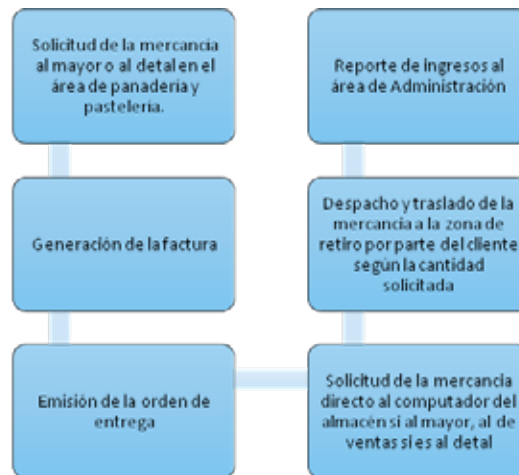 Solicitud de la mercancía
al mayor o al detal en el
área de panadería y
pastelería.
Generación de la factura
Emisión de la orden de
entrega
Solicitud de la mercancía
directo al computador del
almacén si al mayor, al de
ventas si es al detal
Despacho y traslado de la
mercancía a la zona de
retiro por parte del cliente
según la cantidad
solicitada
Reporte de ingresos al
área de Administración